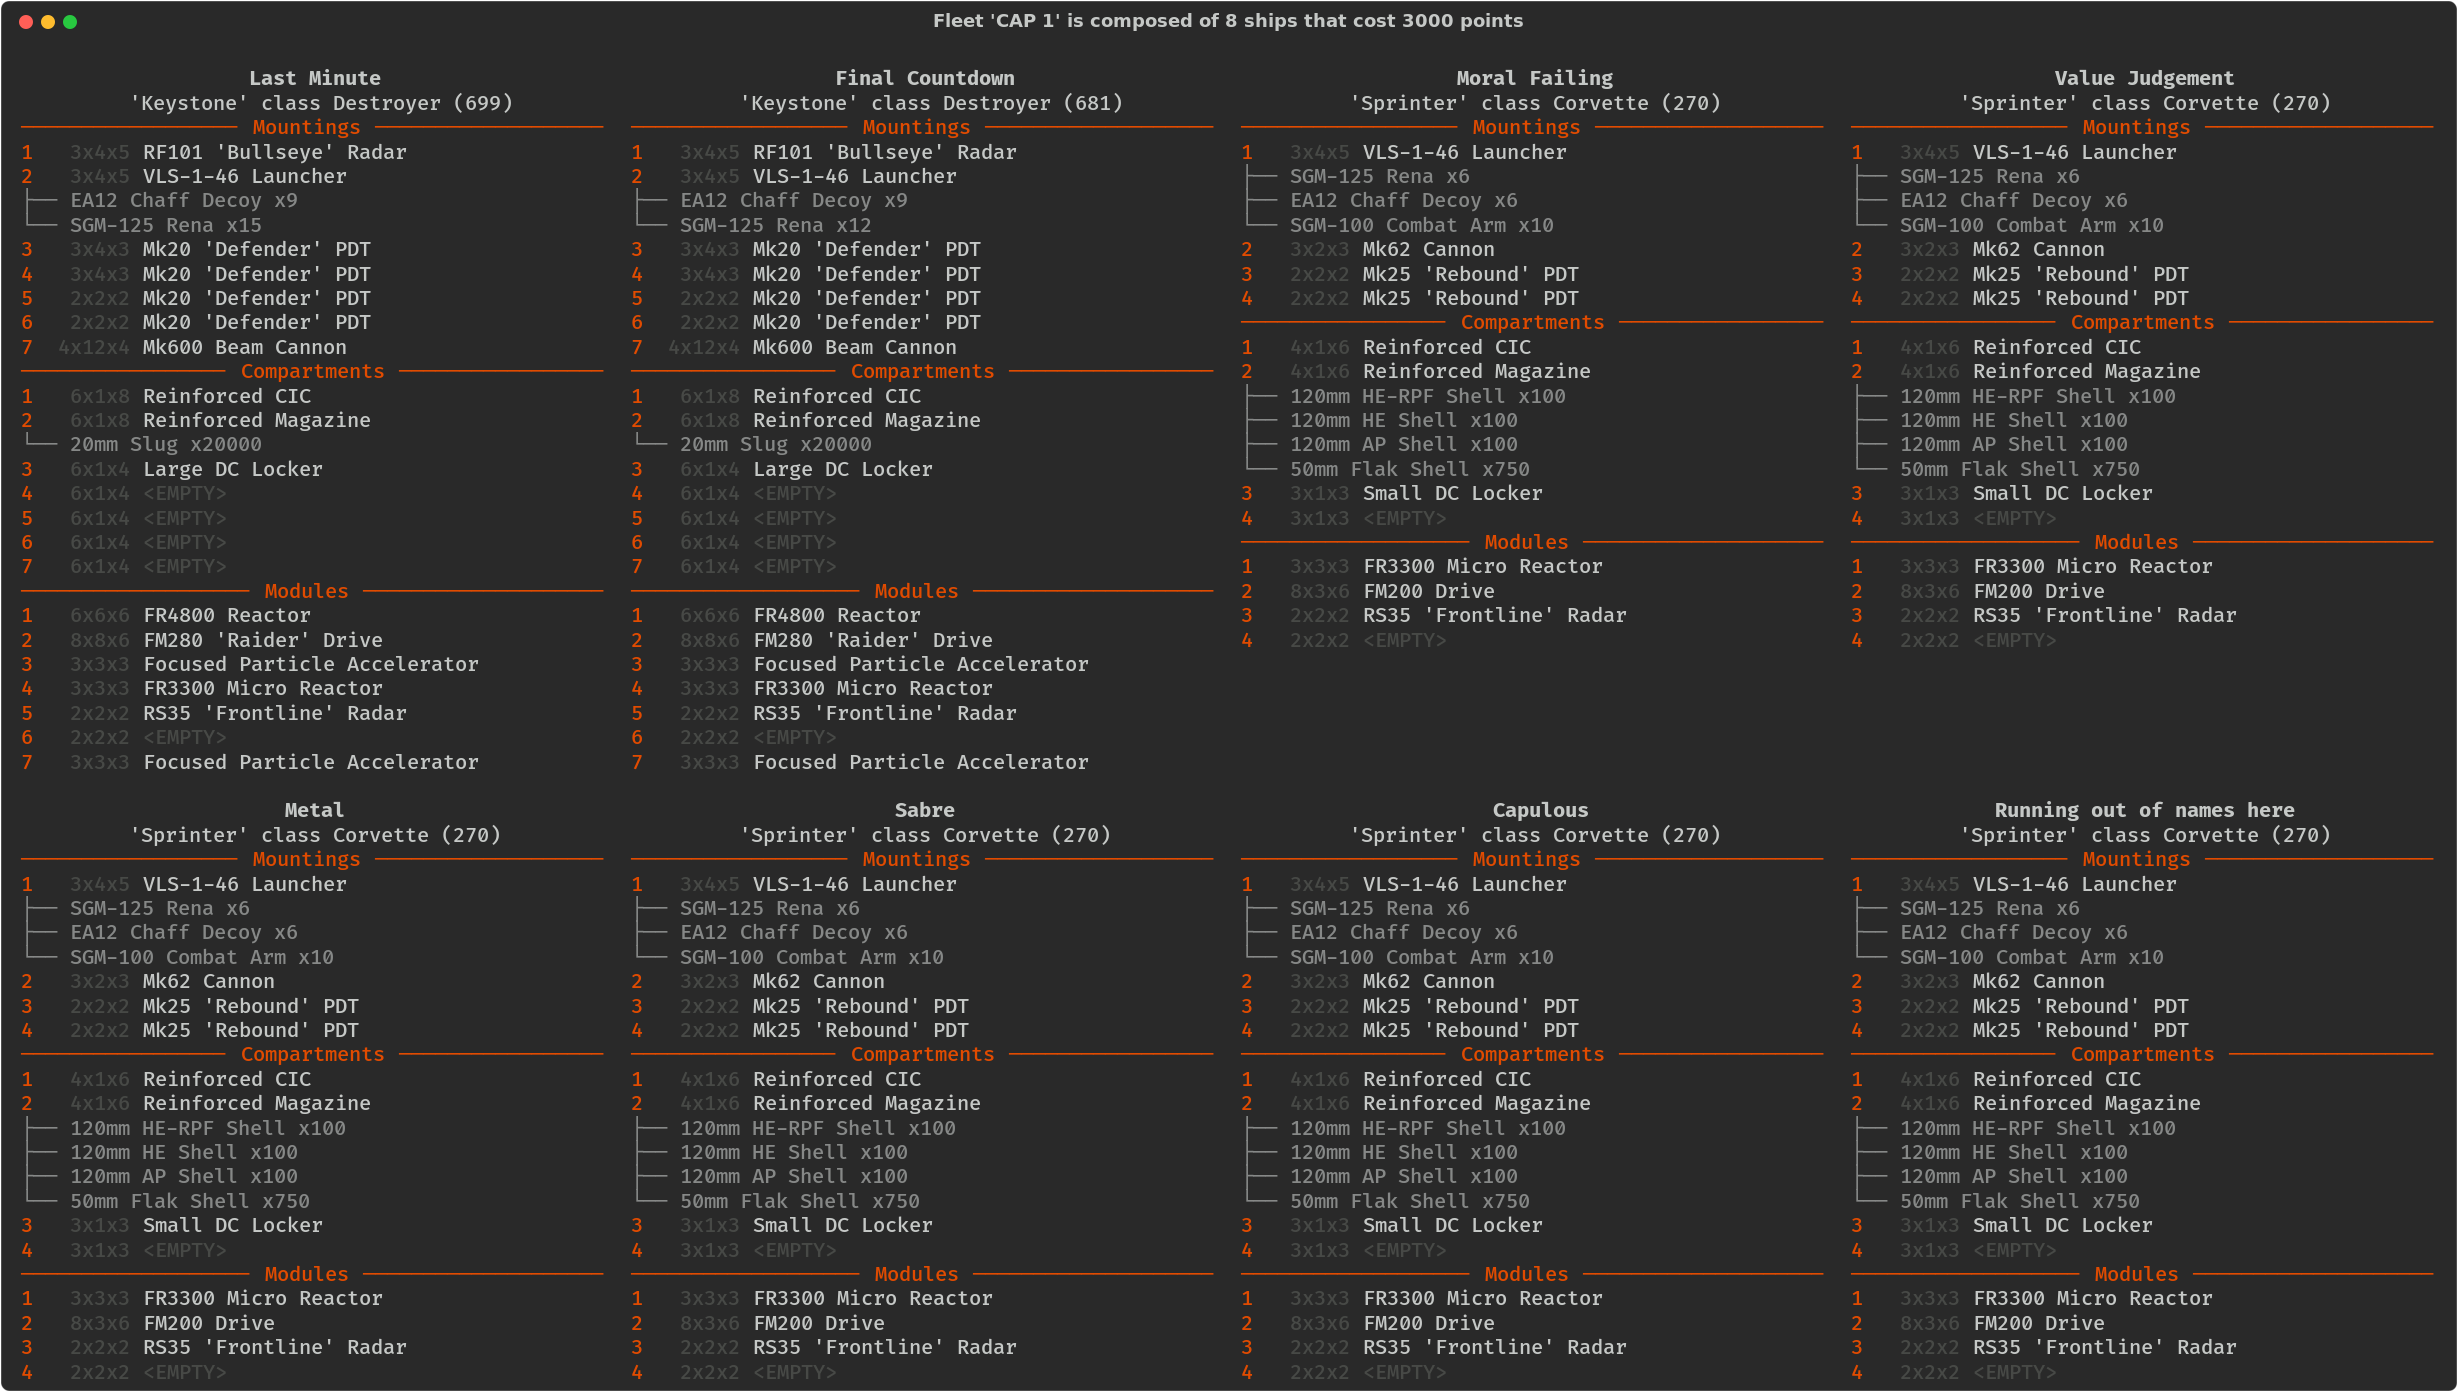 Fleet 'CAP 1' is composed of 8 ships that cost 3000 points
Last Minute
'Keystone' class Destroyer (699)
Mountings
1 3x4x5 RF101 'Bullseye' Radar
2 3x4x5 VLS-1-46 Launcher
EA12 Chaff Decoy x9
SGM-125 Rena x15
3 3x4x3 Mk20 'Defender' PDT
4 3x4x3 Mk20 'Defender' PDT
5 2x2x2 Mk20 'Defender' PDT
6 2x2x2 Mk20 'Defender' PDT
7 4x12x4 Mk600 Beam Cannon
Compartments
1 6x1x8 Reinforced CIC
2 6x1x8 Reinforced Magazine
20mm Slug x20000
3 6x1x4 Large DC Locker
4 6x1x4 <EMPTY>
5 6x1x4 <EMPTY>
6 6x1x4 <EMPTY>
7 6x1x4 <EMPTY>
Modules
1 6x6x6 FR4800 Reactor
2 8x8x6 FM280 'Raider' Drive
3 3x3x3 Focused Particle Accelerator
4 3x3x3 FR3300 Micro Reactor
5 2x2x2 RS35 'Frontline' Radar
6 2x2x2 <EMPTY>
7 3x3x3 Focused Particle Accelerator
Final Countdown
'Keystone' class Destroyer (681)
Mountings
1 3x4x5 RF101 'Bullseye' Radar
2 3x4x5 VLS-1-46 Launcher
EA12 Chaff Decoy x9
SGM-125 Rena x12
3 3x4x3 Mk20 'Defender' PDT
4 3x4x3 Mk20 'Defender' PDT
5 2x2x2 Mk20 'Defender' PDT
6 2x2x2 Mk20 'Defender' PDT
7 4x12x4 Mk600 Beam Cannon
Compartments
1 6x1x8 Reinforced CIC
2 6x1x8 Reinforced Magazine
20mm Slug x20000
3 6x1x4 Large DC Locker
4 6x1x4 <EMPTY>
5 6x1x4 <EMPTY>
6 6x1x4 <EMPTY>
7 6x1x4 <EMPTY>
Modules
1 6x6x6 FR4800 Reactor
2 8x8x6 FM280 'Raider' Drive
3 3x3x3 Focused Particle Accelerator
4 3x3x3 FR3300 Micro Reactor
5 2x2x2 RS35 'Frontline' Radar
6 2x2x2 <EMPTY>
7 3x3x3 Focused Particle Accelerator
Moral Failing
'Sprinter' class Corvette (270)
Mountings
1 3x4x5 VLS-1-46 Launcher
SGM-125 Rena x6
EA12 Chaff Decoy x6
SGM-100 Combat Arm x10
2 3x2x3 Mk62 Cannon
3 2x2x2 Mk25 'Rebound' PDT
4 2x2x2 Mk25 'Rebound' PDT
Compartments
1 4x1x6 Reinforced CIC
2 4x1x6 Reinforced Magazine
120mm HE-RPF Shell x100
120mm HE Shell x100
120mm AP Shell x100
50mm Flak Shell x750
3 3x1x3 Small DC Locker
4 3x1x3 <EMPTY>
Modules
1 3x3x3 FR3300 Micro Reactor
2 8x3x6 FM200 Drive
3 2x2x2 RS35 'Frontline' Radar
4 2x2x2 <EMPTY>
Value Judgement
'Sprinter' class Corvette (270)
Mountings
1 3x4x5 VLS-1-46 Launcher
SGM-125 Rena x6
EA12 Chaff Decoy x6
SGM-100 Combat Arm x10
2 3x2x3 Mk62 Cannon
3 2x2x2 Mk25 'Rebound' PDT
4 2x2x2 Mk25 'Rebound' PDT
Compartments
1 4x1x6 Reinforced CIC
2 4x1x6 Reinforced Magazine
120mm HE-RPF Shell x100
120mm HE Shell x100
120mm AP Shell x100
50mm Flak Shell x750
3 3x1x3 Small DC Locker
4 3x1x3 <EMPTY>
Modules
1 3x3x3 FR3300 Micro Reactor
2 8x3x6 FM200 Drive
3 2x2x2 RS35 'Frontline' Radar
4 2x2x2 <EMPTY>
Metal
'Sprinter' class Corvette (270)
Mountings
1 3x4x5 VLS-1-46 Launcher
SGM-125 Rena x6
EA12 Chaff Decoy x6
SGM-100 Combat Arm x10
2 3x2x3 Mk62 Cannon
3 2x2x2 Mk25 'Rebound' PDT
4 2x2x2 Mk25 'Rebound' PDT
Compartments
1 4x1x6 Reinforced CIC
2 4x1x6 Reinforced Magazine
120mm HE-RPF Shell x100
120mm HE Shell x100
120mm AP Shell x100
50mm Flak Shell x750
3 3x1x3 Small DC Locker
4 3x1x3 <EMPTY>
Modules
1 3x3x3 FR3300 Micro Reactor
2 8x3x6 FM200 Drive
3 2x2x2 RS35 'Frontline' Radar
4 2x2x2 <EMPTY>
Sabre
'Sprinter' class Corvette (270)
Mountings
1 3x4x5 VLS-1-46 Launcher
SGM-125 Rena x6
EA12 Chaff Decoy x6
SGM-100 Combat Arm x10
2 3x2x3 Mk62 Cannon
3 2x2x2 Mk25 'Rebound' PDT
4 2x2x2 Mk25 'Rebound' PDT
Compartments
1 4x1x6 Reinforced CIC
2 4x1x6 Reinforced Magazine
120mm HE-RPF Shell x100
120mm HE Shell x100
120mm AP Shell x100
50mm Flak Shell x750
3 3x1x3 Small DC Locker
4 3x1x3 <EMPTY>
Modules
1 3x3x3 FR3300 Micro Reactor
2 8x3x6 FM200 Drive
3 2x2x2 RS35 'Frontline' Radar
4 2x2x2 <EMPTY>
Capulous
'Sprinter' class Corvette (270)
Mountings
1 3x4x5 VLS-1-46 Launcher
SGM-125 Rena x6
EA12 Chaff Decoy x6
SGM-100 Combat Arm x10
2 3x2x3 Mk62 Cannon
3 2x2x2 Mk25 'Rebound' PDT
4 2x2x2 Mk25 'Rebound' PDT
Compartments
1 4x1x6 Reinforced CIC
2 4x1x6 Reinforced Magazine
120mm HE-RPF Shell x100
120mm HE Shell x100
120mm AP Shell x100
50mm Flak Shell x750
3 3x1x3 Small DC Locker
4 3x1x3 <EMPTY>
Modules
1 3x3x3 FR3300 Micro Reactor
2 8x3x6 FM200 Drive
3 2x2x2 RS35 'Frontline' Radar
4 2x2x2 <EMPTY>
Running out of names here
'Sprinter' class Corvette (270)
Mountings
1 3x4x5 VLS-1-46 Launcher
SGM-125 Rena x6
EA12 Chaff Decoy x6
SGM-100 Combat Arm x10
2 3x2x3 Mk62 Cannon
3 2x2x2 Mk25 'Rebound' PDT
4 2x2x2 Mk25 'Rebound' PDT
Compartments
1 4x1x6 Reinforced CIC
2 4x1x6 Reinforced Magazine
120mm HE-RPF Shell x100
120mm HE Shell x100
120mm AP Shell x100
50mm Flak Shell x750
3 3x1x3 Small DC Locker
4 3x1x3 <EMPTY>
Modules
1 3x3x3 FR3300 Micro Reactor
2 8x3x6 FM200 Drive
3 2x2x2 RS35 'Frontline' Radar
4 2x2x2 <EMPTY>